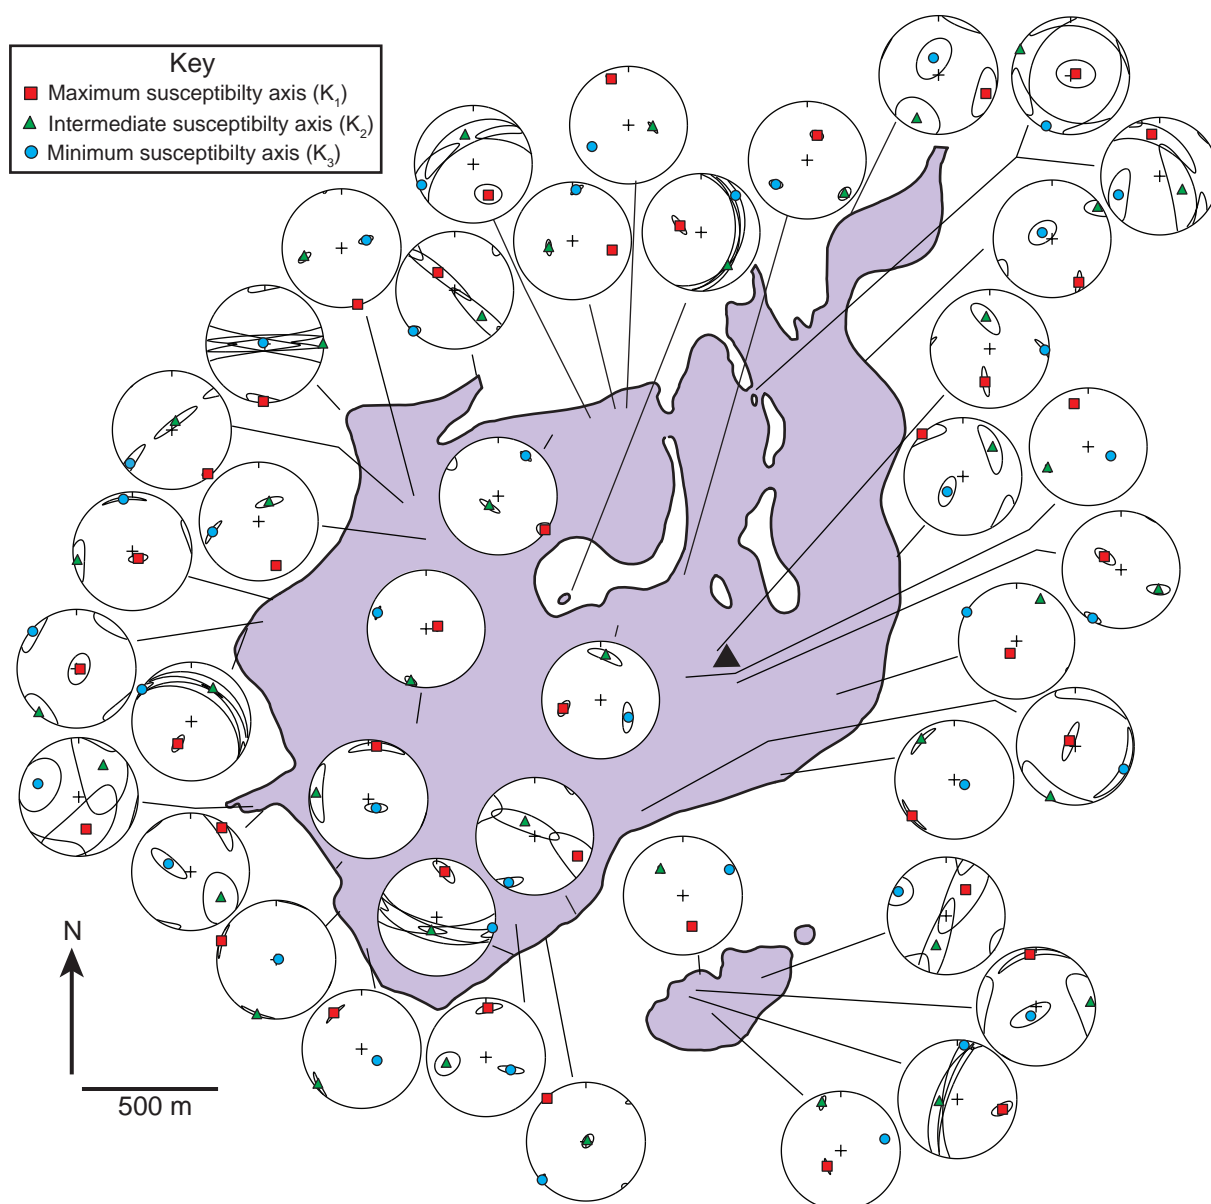 Key
Maximum susceptibilty axis (K1)
Intermediate susceptibilty axis (K2)
Minimum susceptibilty axis (K3)
N
500 m